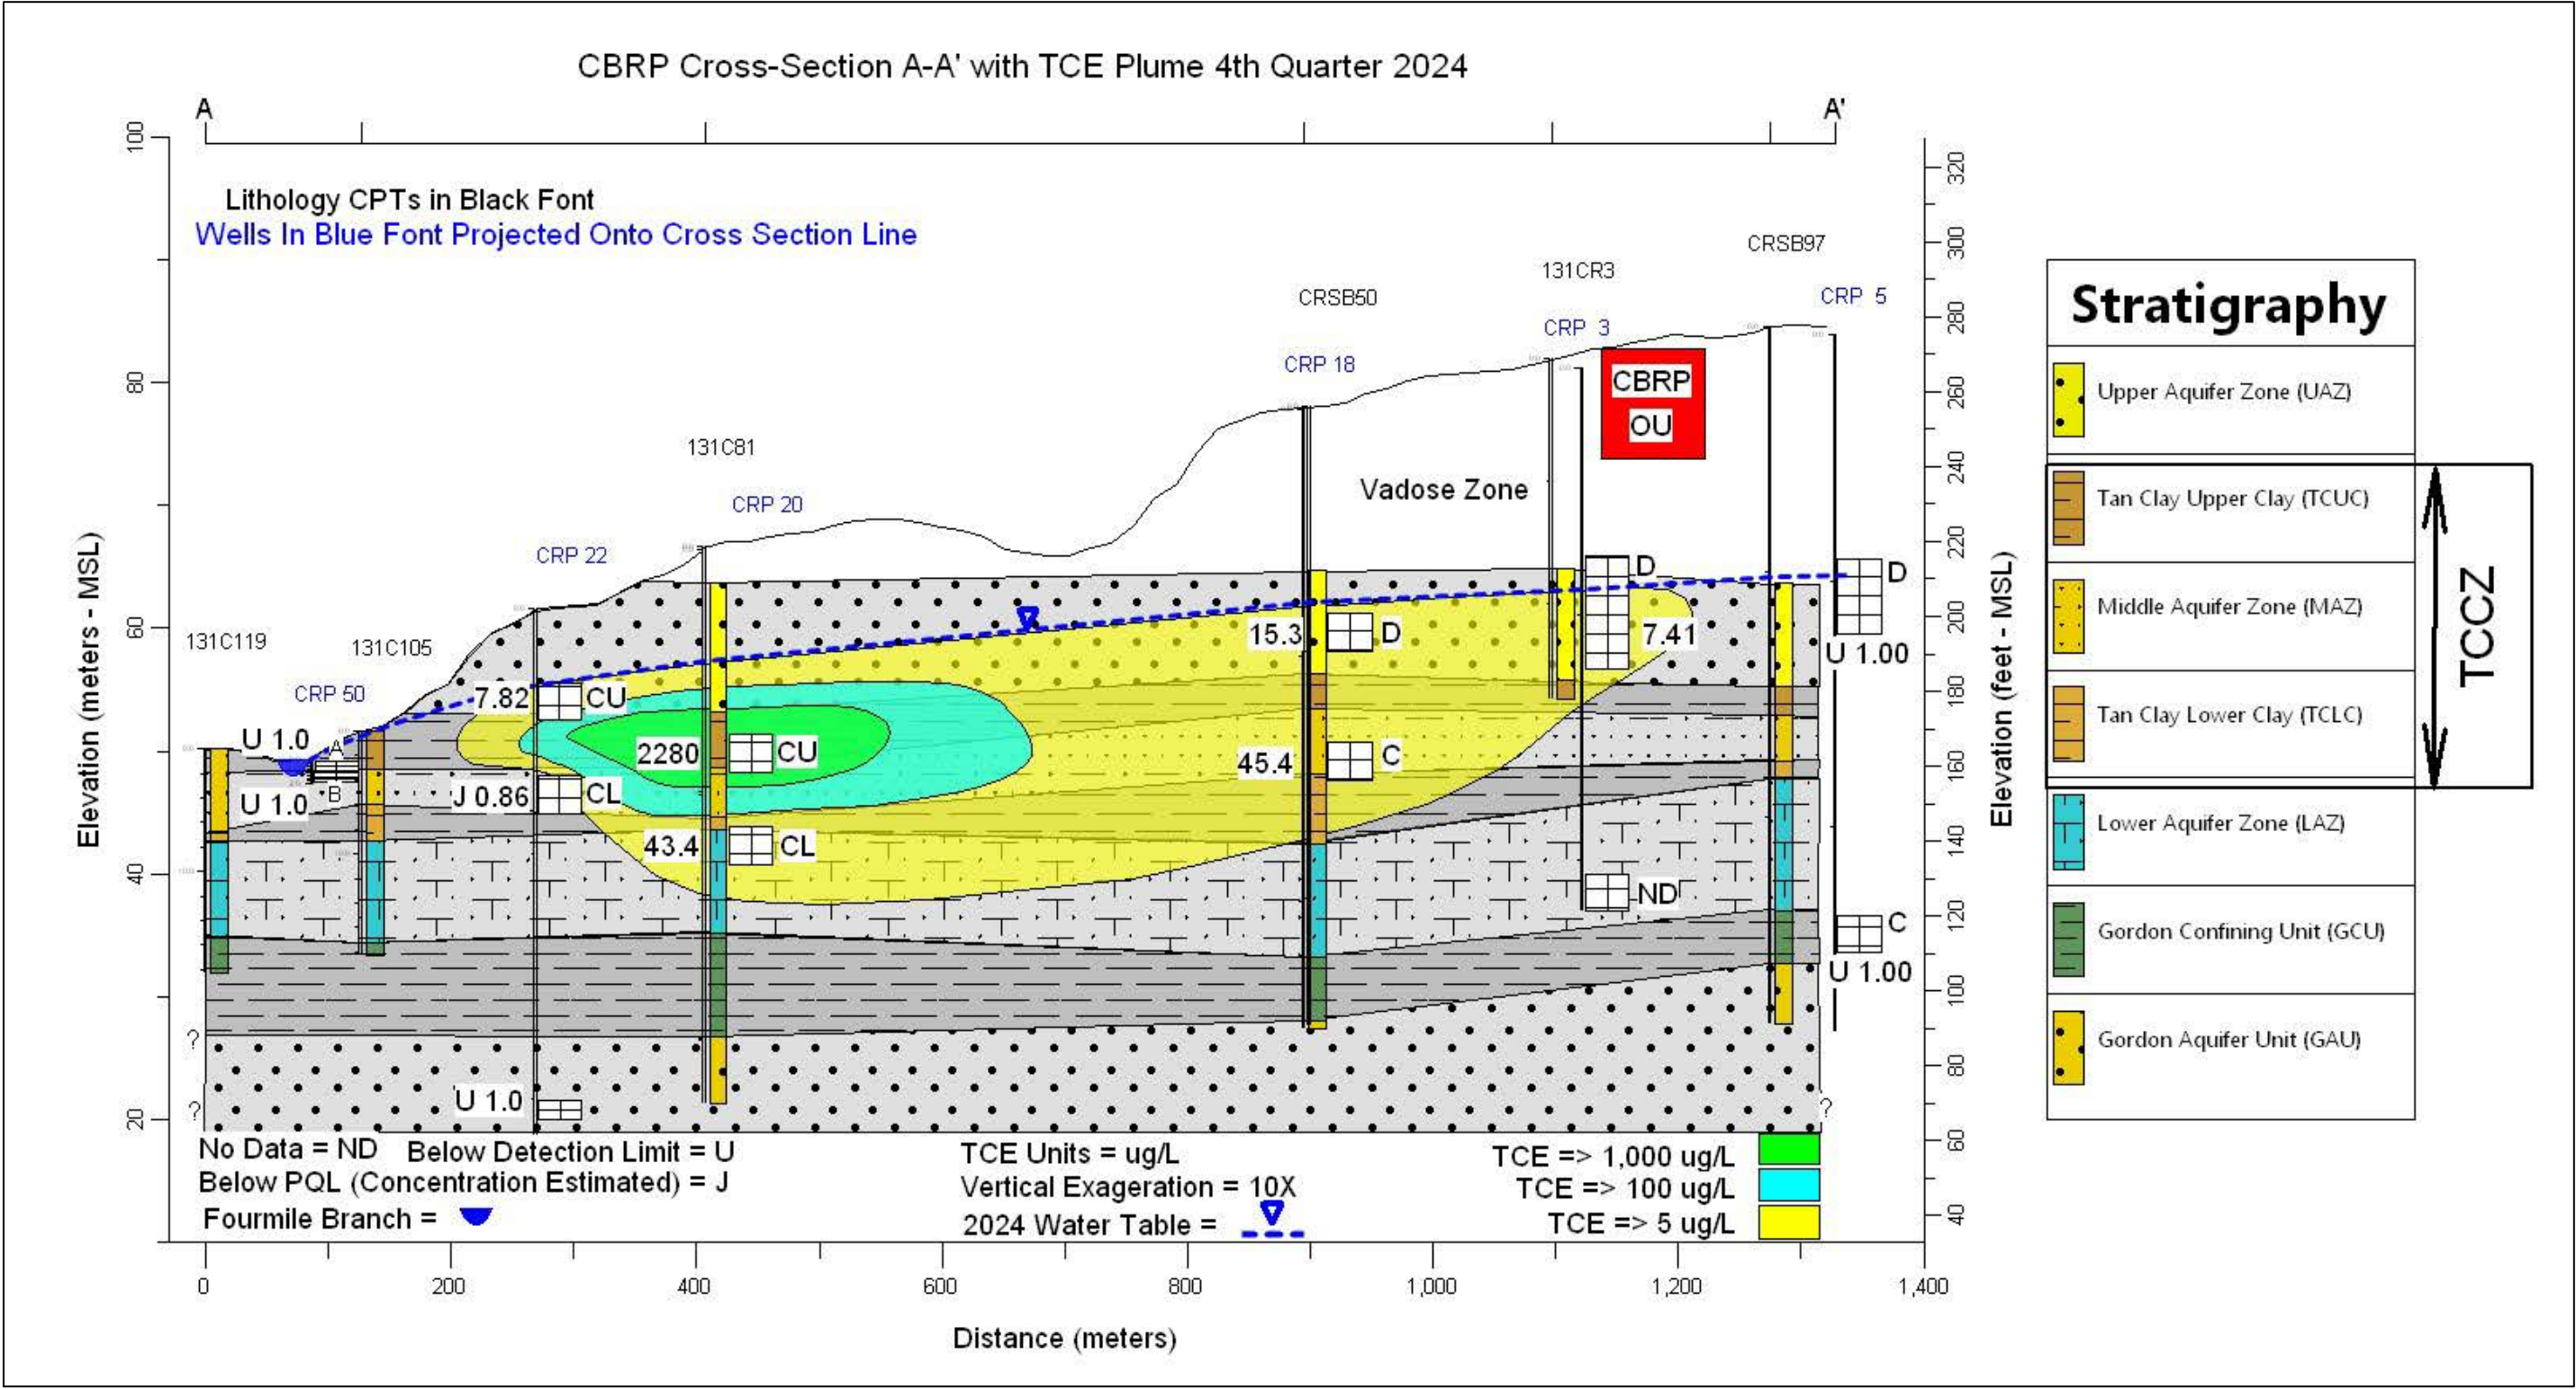 CBRP Cross-Section A-A' with TCE Plume 4th Quarter 2024
A
A'
Lithology CPTs in Black Font
Wells In Blue Font Projected Onto Cross Section Line
100
80
60
40
20
Elevation (meters - MSL)
320
300
280
260
240
220
200
180
160
140
120
100
80
60
40
Elevation (feet - MSL)
131C119
CRP 50
131C105
CRP 22
131C81
CRP 20
CRSB50
CRP 18
131CR3
CRP 3
CRSB97
CRP 5
CBRP
OU
Vadose Zone
U 1.0
A
B
U 1.0
7.82
CU
J 0.86
CL
U 1.0
2280
CU
43.4
CL
15.3
D
45.4
C
D
7.41
ND
D
U 1.00
C
U 1.00
?
?
?
No Data = ND
Below Detection Limit = U
Below PQL (Concentration Estimated) = J
Fourmile Branch =
TCE Units = ug/L
Vertical Exageration = 10X
2024 Water Table =
TCE => 1,000 ug/L
TCE => 100 ug/L
TCE => 5 ug/L
0
200
400
600
800
1,000
1,200
1,400
Distance (meters)
Stratigraphy
Upper Aquifer Zone (UAZ)
Tan Clay Upper Clay (TCUC)
Middle Aquifer Zone (MAZ)
Tan Clay Lower Clay (TCLC)
Lower Aquifer Zone (LAZ)
Gordon Confining Unit (GCU)
Gordon Aquifer Unit (GAU)
TCCZ